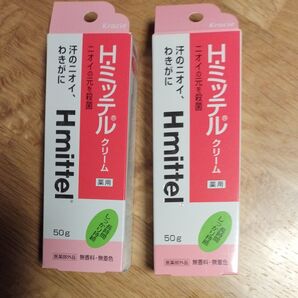 Kracie
H・ミッテル®
クリーム
薬用
ニオイの元を殺菌
汗のニオイ、
わきがに
Hmittel®
50g
医薬部外品
無香料・無着色
Kracie
H・ミッテル®
クリーム
薬用
ニオイの元を殺菌
汗のニオイ、
わきがに
Hmittel
50g
医薬部外品
無香料・無着色